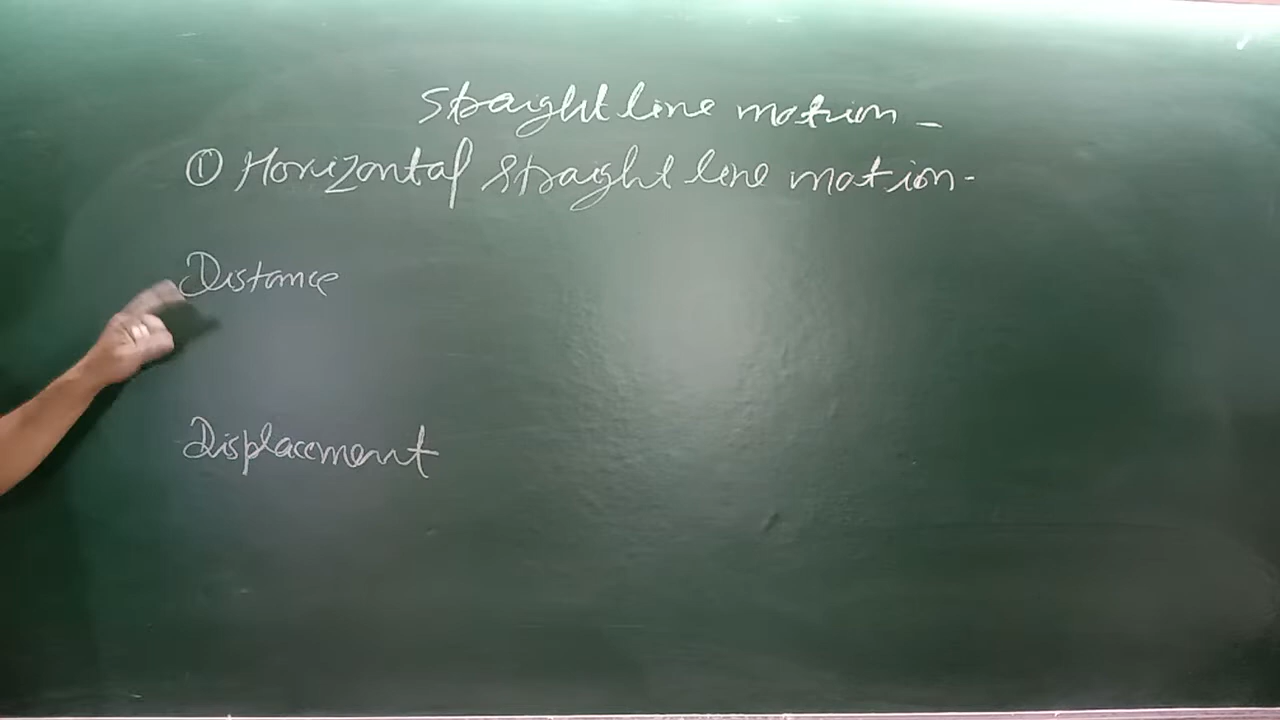 Straight line motion -
① Horizontal straight line motion -
Distance
Displacement